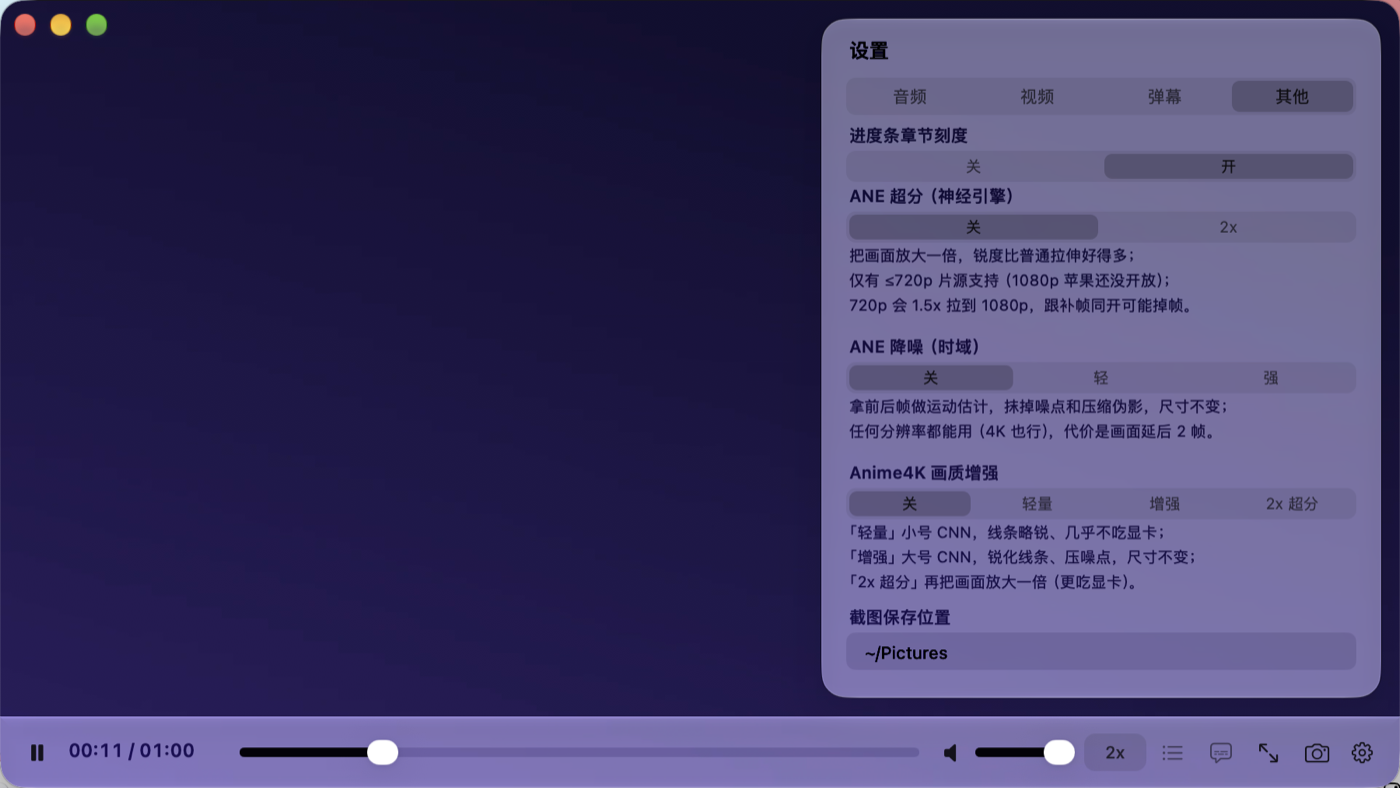 设置
音频 视频 弹幕 其他
进度条章节刻度
关 开
ANE 超分（神经引擎）
关 2x
把画面放大一倍，锐度比普通拉伸好得多；
仅有 ≤720p 片源支持（1080p 苹果还没开放）；
720p 会 1.5x 拉到 1080p，跟补帧同开可能掉帧。
ANE 降噪（时域）
关 轻 强
拿前后帧做运动估计，抹掉噪点和压缩伪影，尺寸不变；
任何分辨率都能用（4K 也行），代价是画面延后 2 帧。
Anime4K 画质增强
关 轻量 增强 2x 超分
「轻量」小号 CNN，线条略锐、几乎不吃显卡；
「增强」大号 CNN，锐化线条、压噪点，尺寸不变；
「2x 超分」再把画面放大一倍（更吃显卡）。
截图保存位置
~/Pictures
00:11 / 01:00 2x